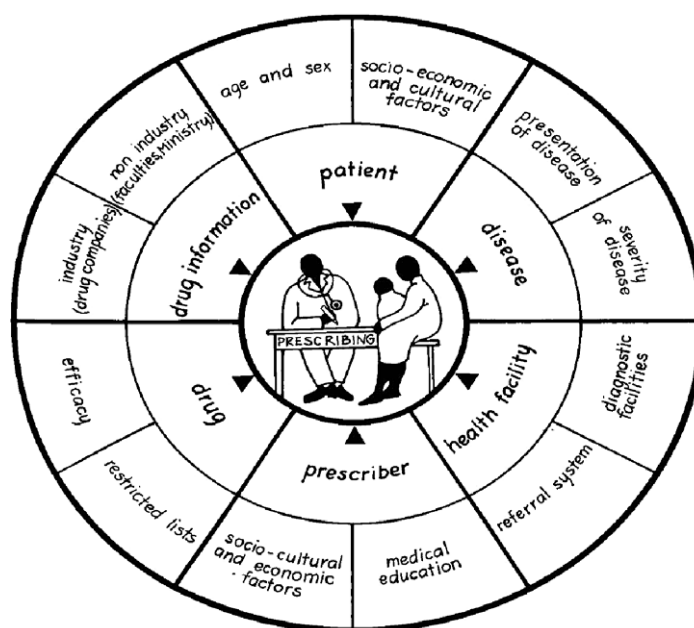 age and sex
socio-economic
and cultural
factors
non industry
(faculties, Ministry)
industry
(drug companies)
presentation
of disease
severity
of disease
patient
drug information
disease
PRESCRIBING
drug
health facility
prescriber
efficacy
restricted lists
diagnostic
facilities
referral system
socio-cultural
and economic
factors
medical
education